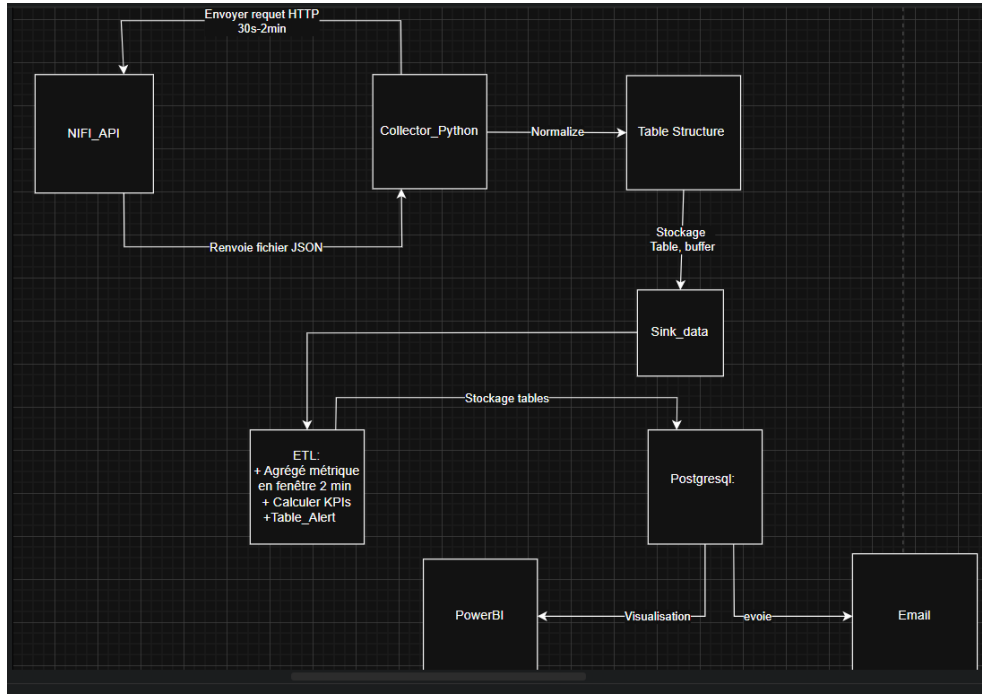 Envoyer requet HTTP
30s-2min
NIFI_API
Collector_Python
Normalize
Table Structure
Renvoie fichier JSON
Stockage
Table, buffer
Sink_data
Stockage tables
ETL:
+ Agrégé métrique
en fenêtre 2 min
+ Calculer KPIs
+Table_Alert
Postgresql:
PowerBI
Visualisation
evoie
Email